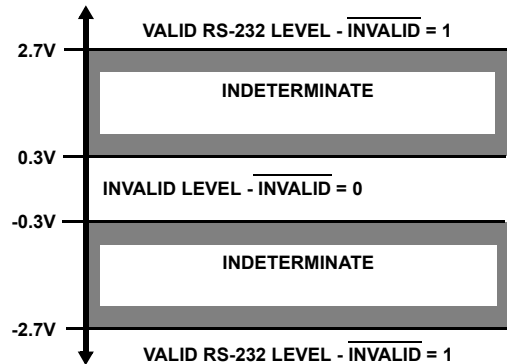 VALID RS-232 LEVEL - INVALID = 1
2.7V
INDETERMINATE
0.3V
INVALID LEVEL - INVALID = 0
-0.3V
INDETERMINATE
-2.7V
VALID RS-232 LEVEL - INVALID = 1